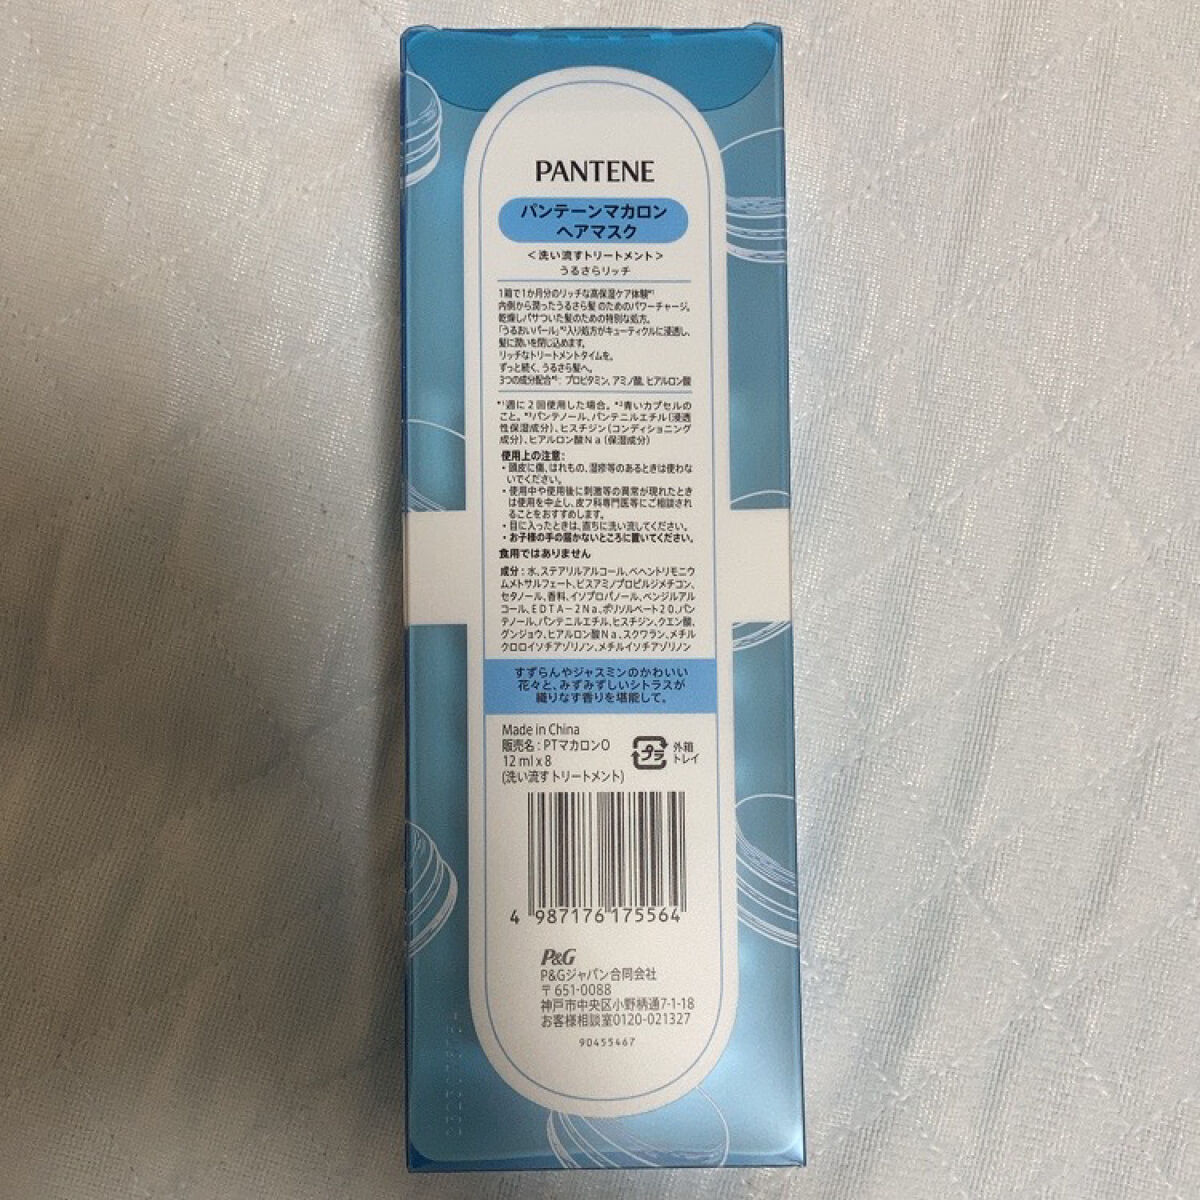 PANTENE
パンテーンマカロン
ヘアマスク
＜洗い流すトリートメント＞
うるさらリッチ
1箱で1か月分のリッチな高保湿ケア体験*¹
内側から潤ったうるさら髪のためのパワーチャージ。
乾燥しパサついた髪のための特別な処方。
「うるおいパール」*²入り処方がキューティクルに浸透し、
髪に潤いを閉じ込めます。
リッチなトリートメントタイムを。
ずっと続く、うるさら髪へ。
3つの成分配合*³: プロビタミン, アミノ酸, ヒアルロン酸
*¹週に2回使用した場合。*²青いカプセルの
こと。*³パンテノール、パンテニルエチル(浸透
性保湿成分)、ヒスチジン(コンディショニング
成分)、ヒアルロン酸Na(保湿成分)
使用上の注意:
・頭皮に傷、はれもの、湿疹等のあるときは使わな
いでください。
・使用中や使用後に刺激等の異常が現れたとき
は使用を中止し、皮フ科専門医等にご相談され
ることをおすすめします。
・目に入ったときは、直ちに洗い流してください。
・お子様の手の届かないところに置いてください。
食用ではありません
成分：水、ステアリルアルコール、ベヘントリモニウ
ムメトサルフェート、ビスアミノプロピルジメチコン、
セタノール、香料、イソプロパノール、ベンジルアル
コール、EDTA－2Na、ポリソルベート20、パン
テノール、パンテニルエチル、ヒスチジン、クエン酸、
グンジョウ、ヒアルロン酸Na、スクワラン、メチル
クロロイソチアゾリノン、メチルイソチアゾリノン
すずらんやジャスミンのかわいい
花々と、みずみずしいシトラスが
織りなす香りを堪能して。
Made in China
販売名：PTマカロンO
12 ml x 8
(洗い流すトリートメント)
プラ
外箱
トレイ
4 987176 175564
P&G
P&Gジャパン合同会社
〒651-0088
神戸市中央区小野柄通7-1-18
お客様相談室0120-021327
90455467